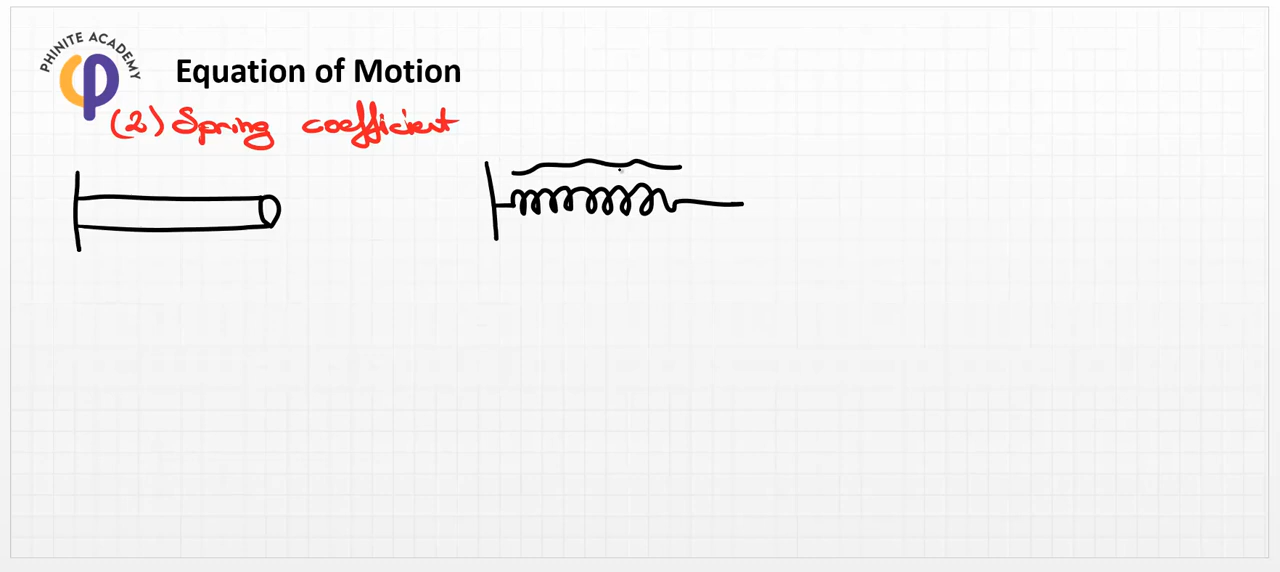 PHINITE ACADEMY
Equation of Motion
(2) Spring coefficient